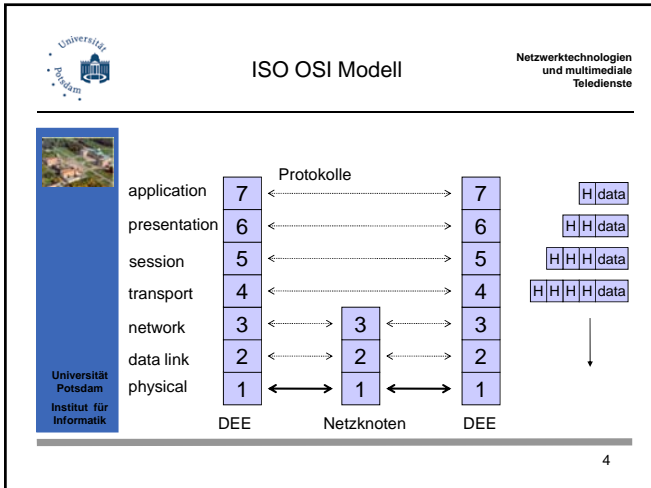 Universität
Potsdam
ISO OSI Modell
Netzwerktechnologien
und multimediale
Teledienste
Protokolle
application 7 7 H data
presentation 6 6 H H data
session 5 5 H H H data
transport 4 4 H H H H data
network 3 3 3
data link 2 2 2
physical 1 1 1
DEE Netzknoten DEE
Universität
Potsdam
Institut für
Informatik
4